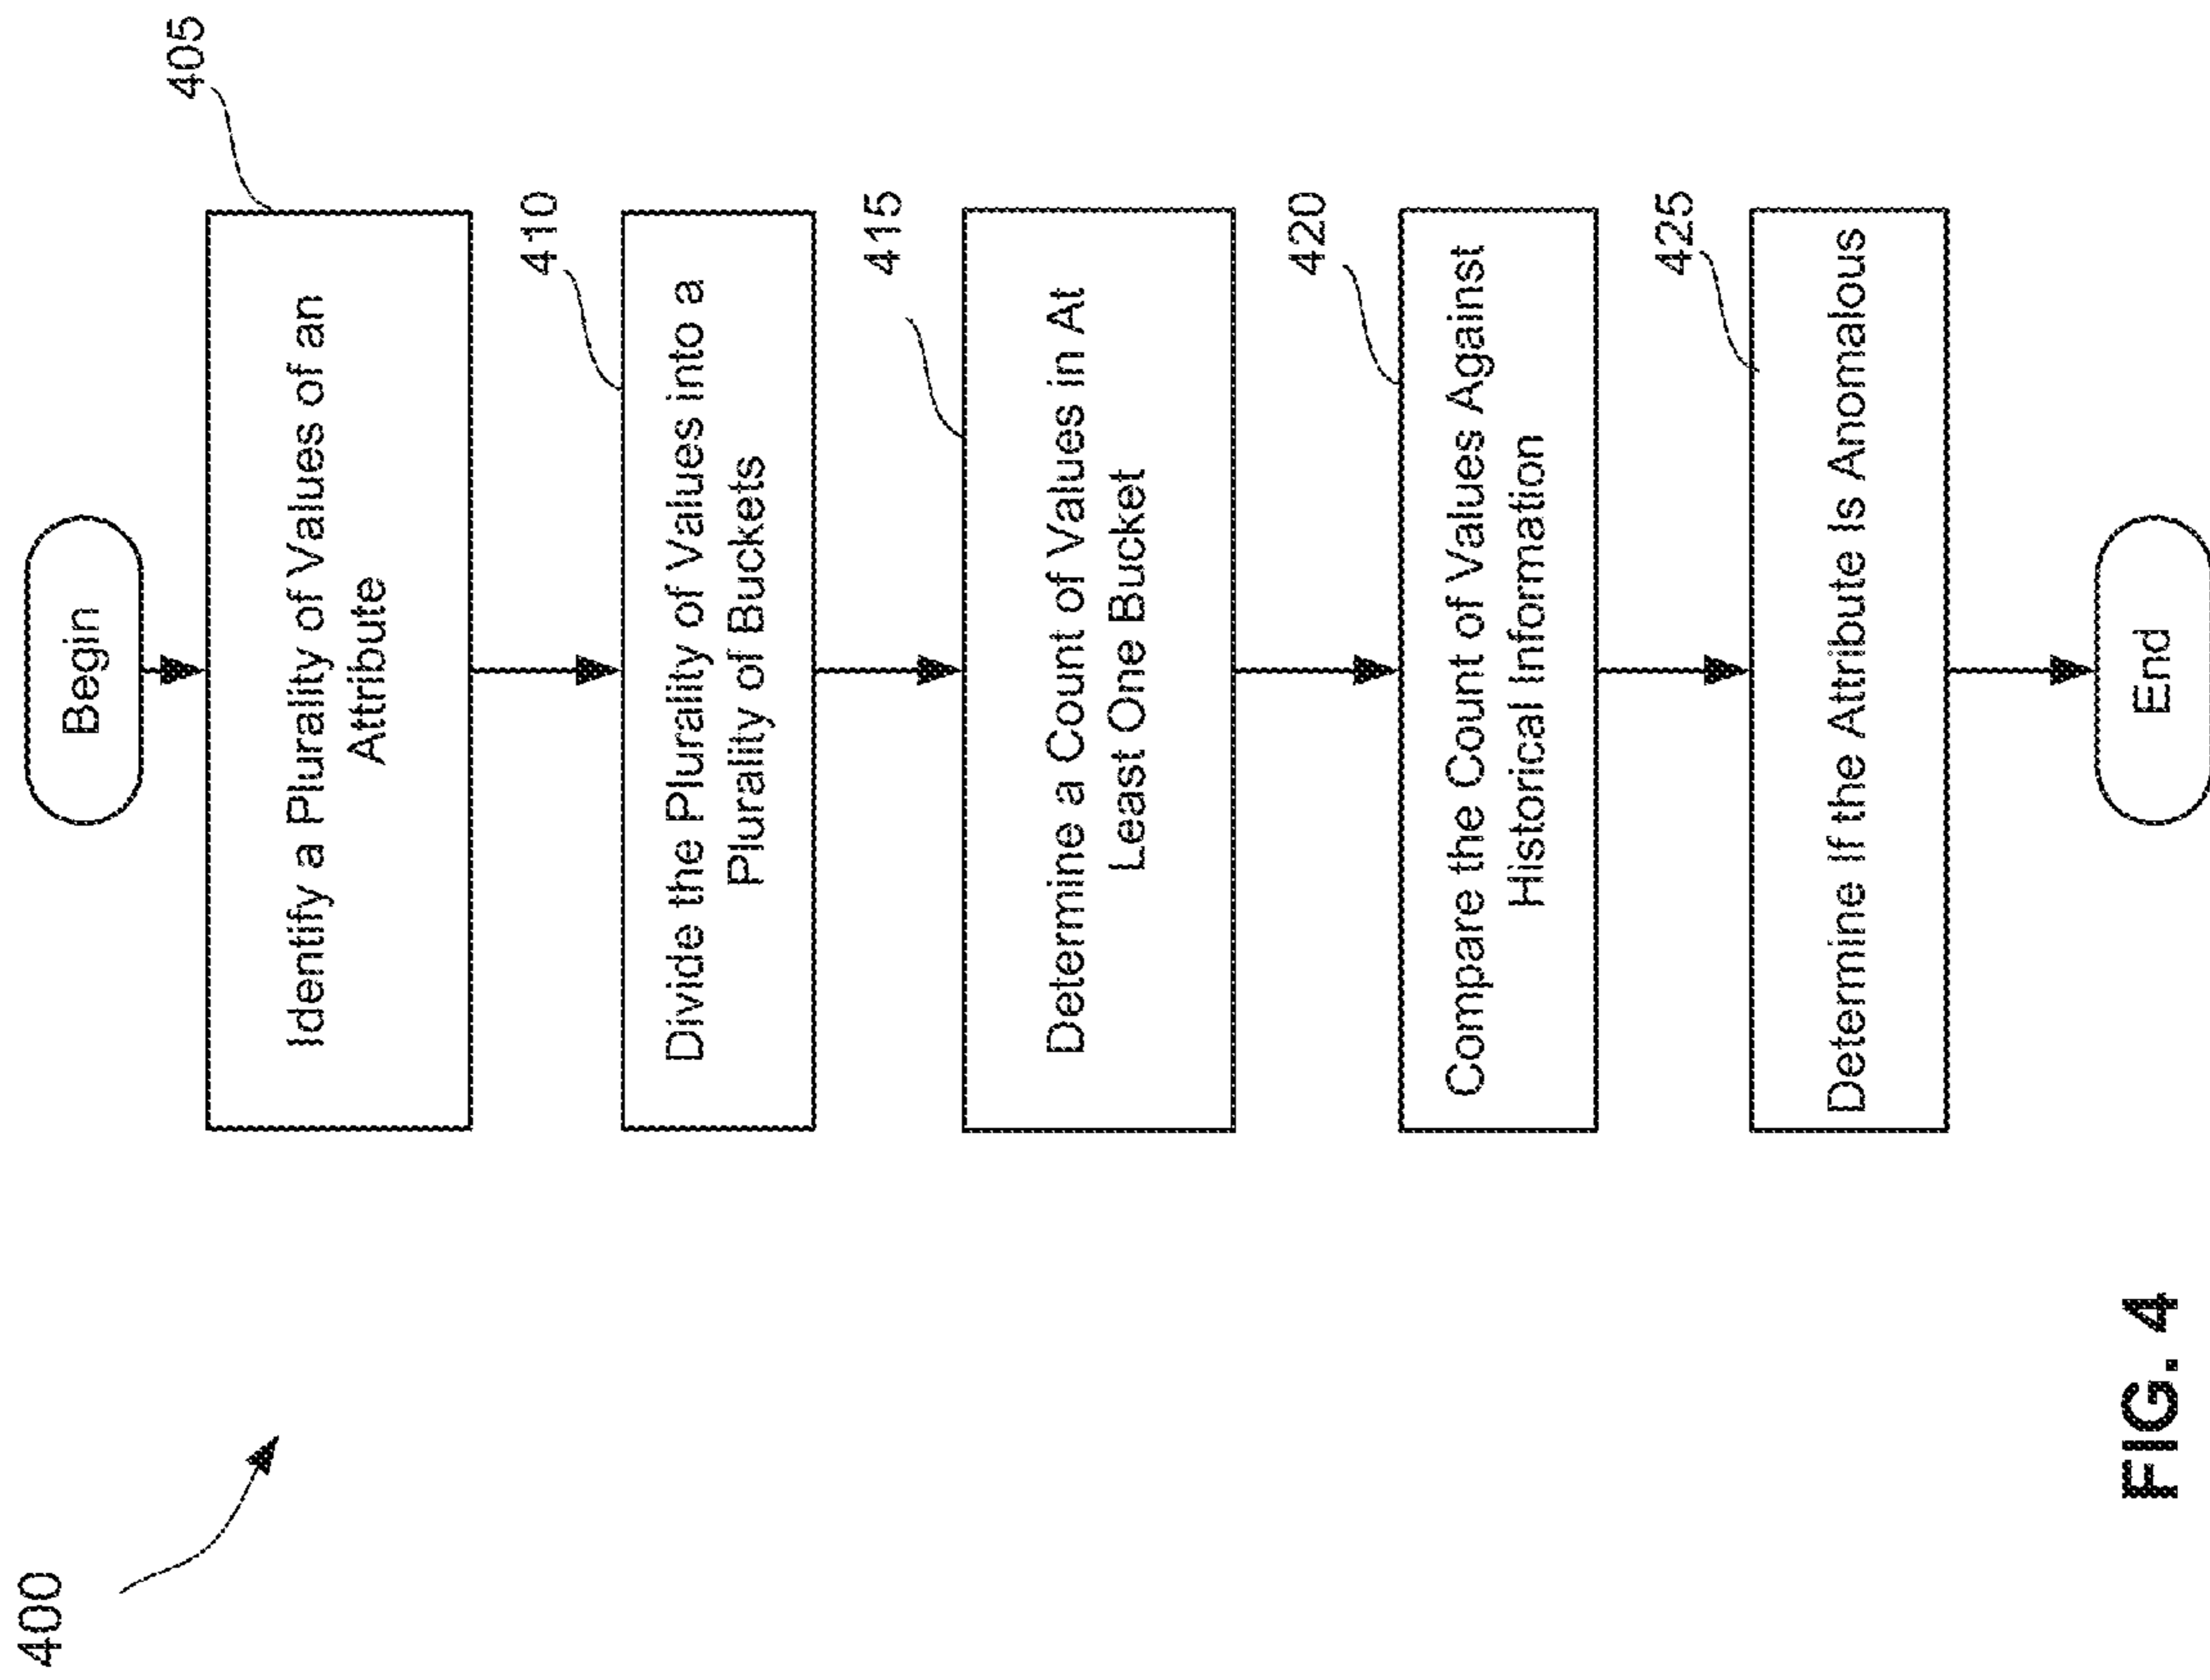 400
Begin
405
Identify a Plurality of Values of an
Attribute
410
Divide the Plurality of Values into a
Plurality of Buckets
415
Determine a Count of Values in At
Least One Bucket
420
Compare the Count of Values Against
Historical Information
425
Determine If the Attribute Is Anomalous
End
FIG. 4